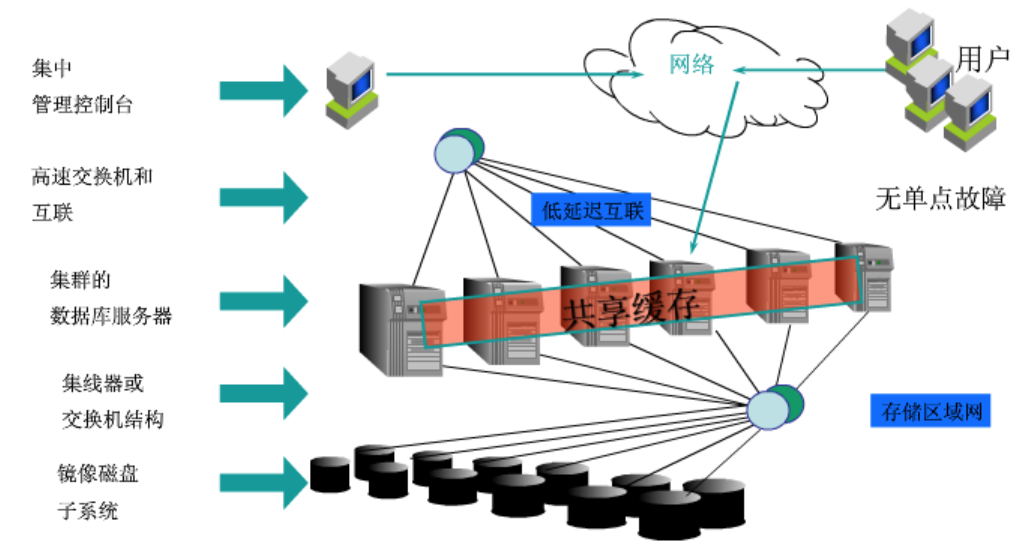 集中
管理控制台
网络
用户
高速交换机和
互联
低延迟互联
无单点故障
集群的
数据库服务器
共享缓存
集线器或
交换机结构
存储区域网
镜像磁盘
子系统